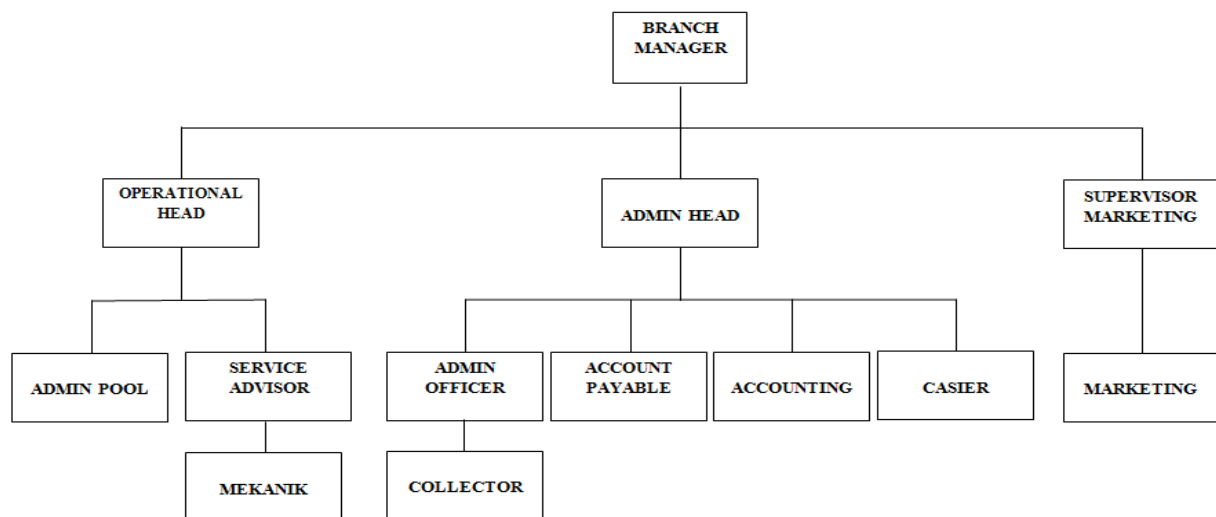 BRANCH
MANAGER
OPERATIONAL
HEAD
ADMIN HEAD
SUPERVISOR
MARKETING
ADMIN POOL
SERVICE
ADVISOR
ADMIN
OFFICER
ACCOUNT
PAYABLE
ACCOUNTING
CASIER
MARKETING
MEKANIK
COLLECTOR